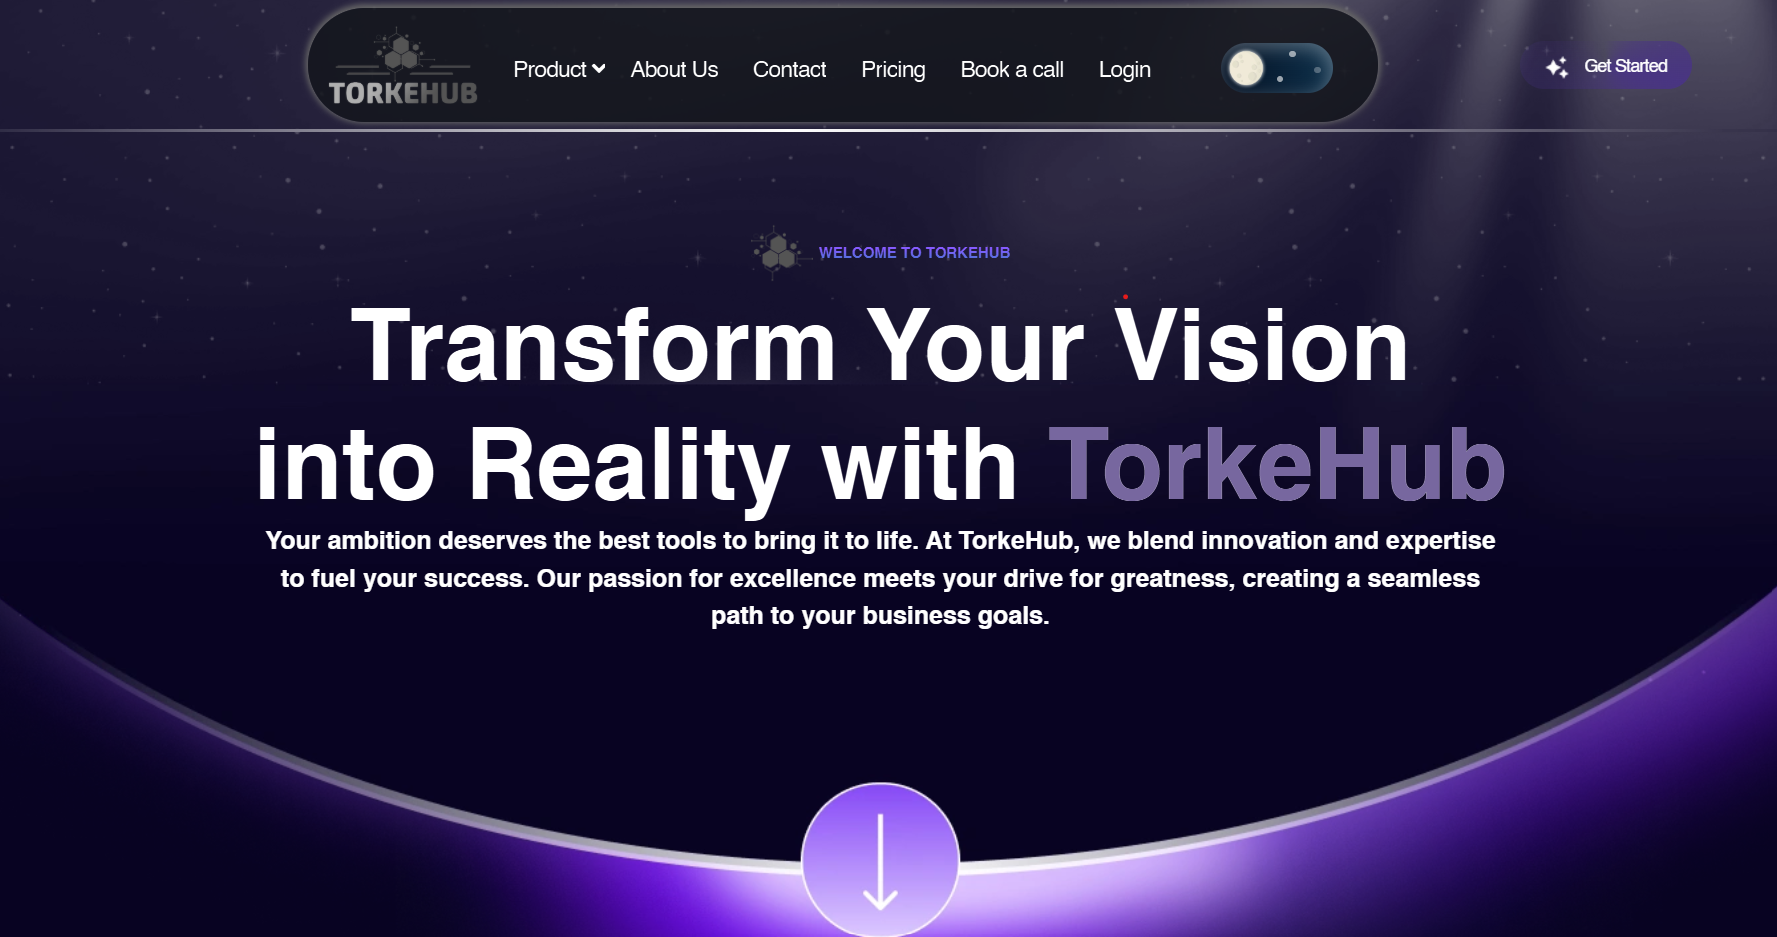 TORKEHUB
Product
About Us
Contact
Pricing
Book a call
Login
Get Started
WELCOME TO TORKEHUB
Transform Your Vision
into Reality with TorkeHub
Your ambition deserves the best tools to bring it to life. At TorkeHub, we blend innovation and expertise
to fuel your success. Our passion for excellence meets your drive for greatness, creating a seamless
path to your business goals.